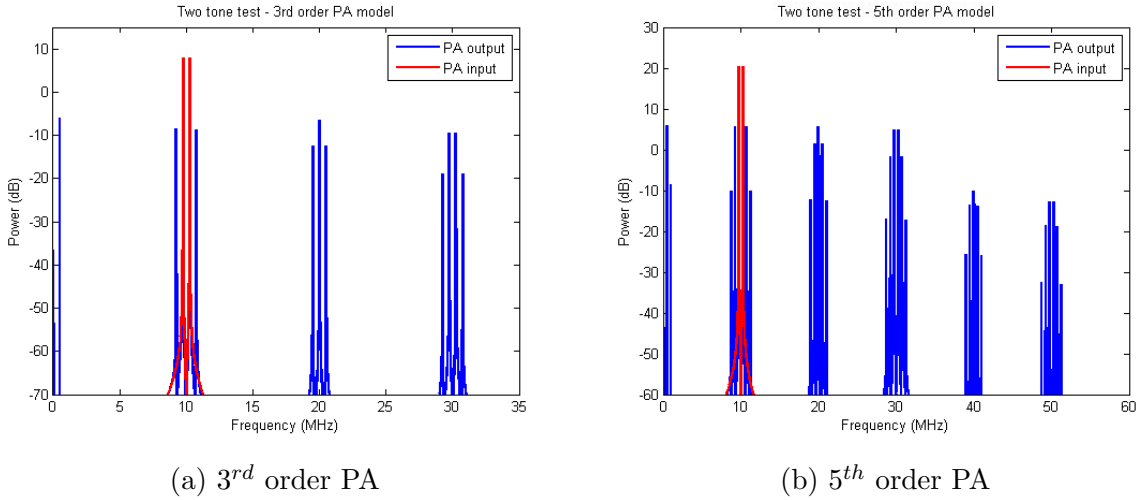 Two tone test - 3rd order PA model
Power (dB)
10
0
-10
-20
-30
-40
-50
-60
-70
PA output
PA input
0 5 10 15 20 25 30 35
Frequency (MHz)
(a) 3rd order PA
Two tone test - 5th order PA model
Power (dB)
30
20
10
0
-10
-20
-30
-40
-50
-60
PA output
PA input
0 10 20 30 40 50 60
Frequency (MHz)
(b) 5th order PA